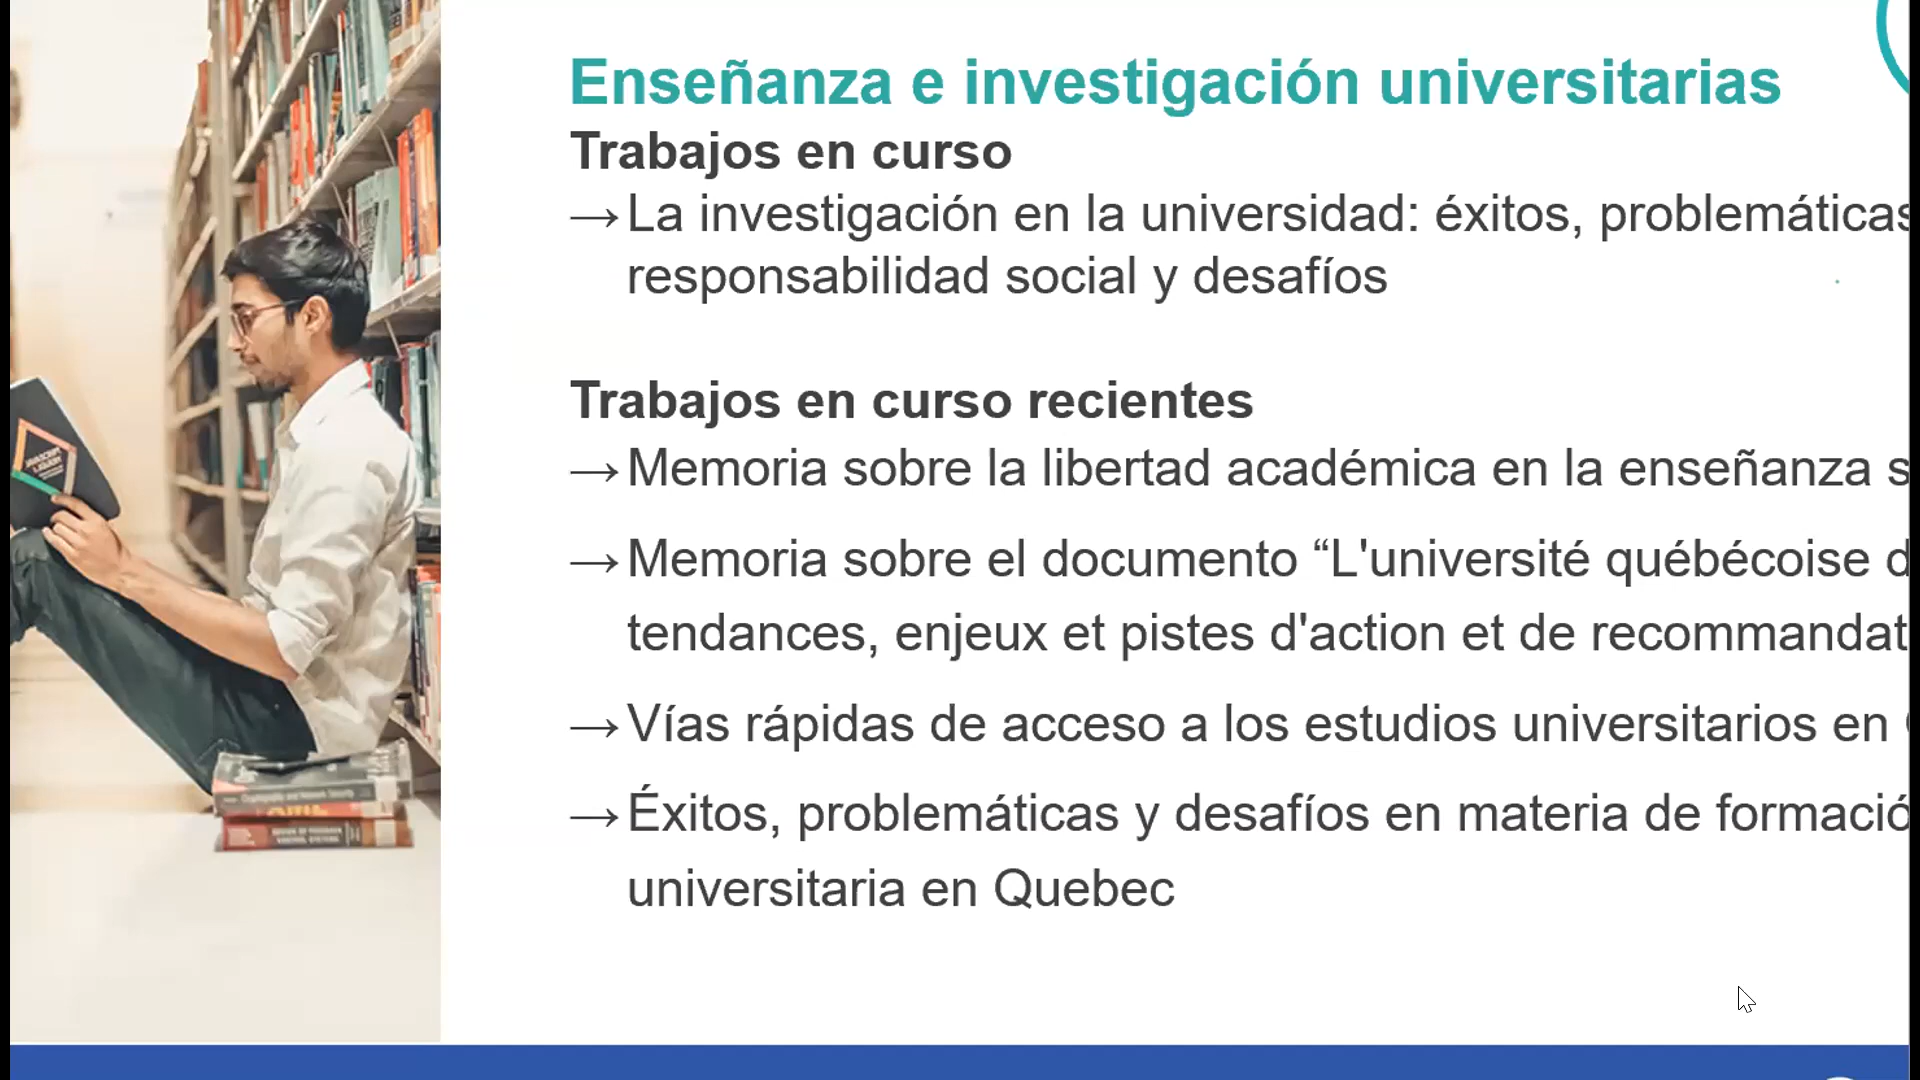 Enseñanza e investigación universitarias
Trabajos en curso
→ La investigación en la universidad: éxitos, problemáticas
responsabilidad social y desafíos
Trabajos en curso recientes
→ Memoria sobre la libertad académica en la enseñanza
→ Memoria sobre el documento “L'université québécoise
tendances, enjeux et pistes d'action et de
→ Vías rápidas de acceso a los estudios universitarios en
→ Éxitos, problemáticas y desafíos en materia de
universitaria en Quebec